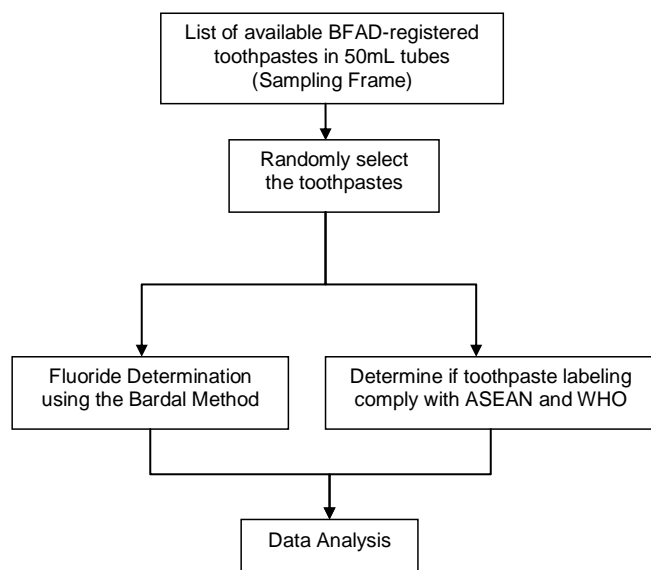 List of available BFAD-registered
toothpastes in 50mL tubes
(Sampling Frame)
Randomly select
the toothpastes
Fluoride Determination
using the Bardal Method
Determine if toothpaste labeling
comply with ASEAN and WHO
Data Analysis